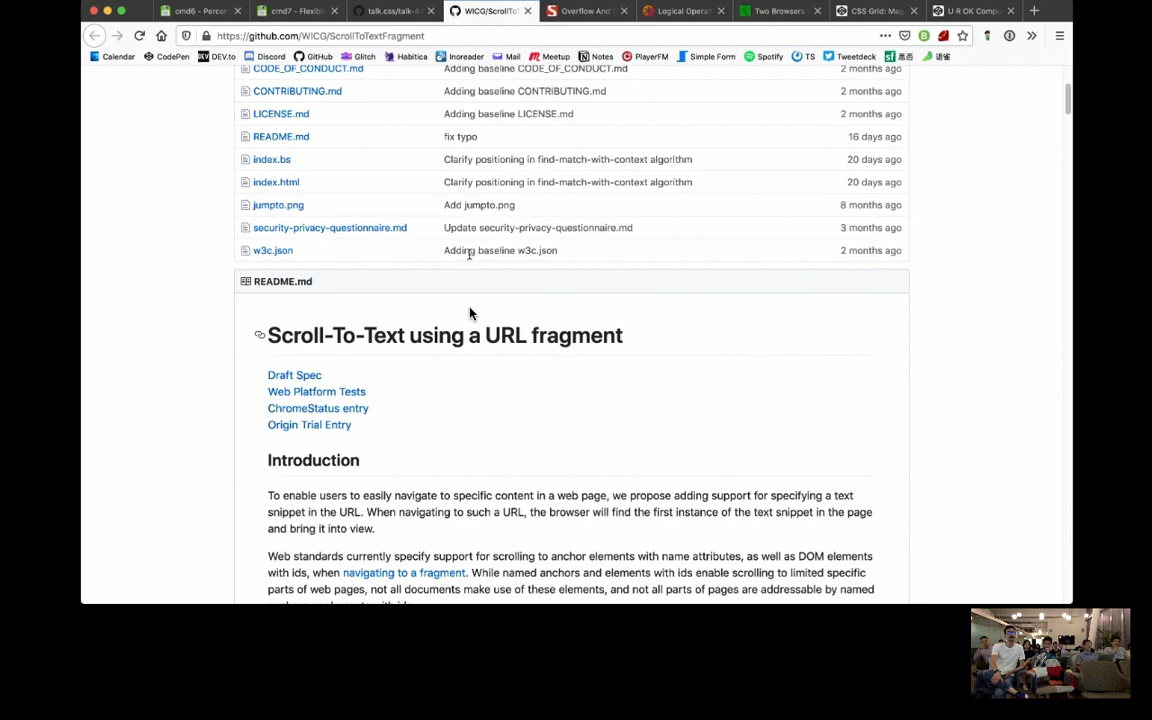 cmd6 - Percen
cmd7 - Flexibl
talk.css/talk-4
WICG/ScrollToT
Overflow And
Logical Opera
Two Browsers
CSS Grid: Ma
U R OK Comp
https://github.com/WICG/ScrollToTextFragment
Calendar CodePen DEV.to Discord GitHub Glitch Habitica Inoreader Mail Meetup Notes PlayerFM Simple Form Spotify TS Tweetdeck 思否 语雀
CODE_OF_CONDUCT.md Adding baseline CODE_OF_CONDUCT.md 2 months ago
CONTRIBUTING.md Adding baseline CONTRIBUTING.md 2 months ago
LICENSE.md Adding baseline LICENSE.md 2 months ago
README.md fix typo 16 days ago
index.bs Clarify positioning in find-match-with-context algorithm 20 days ago
index.html Clarify positioning in find-match-with-context algorithm 20 days ago
jumpto.png Add jumpto.png 8 months ago
security-privacy-questionnaire.md Update security-privacy-questionnaire.md 3 months ago
w3c.json Adding baseline w3c.json 2 months ago
README.md
Scroll-To-Text using a URL fragment
Draft Spec
Web Platform Tests
ChromeStatus entry
Origin Trial Entry
Introduction
To enable users to easily navigate to specific content in a web page, we propose adding support for specifying a text
snippet in the URL. When navigating to such a URL, the browser will find the first instance of the text snippet in the page
and bring it into view.
Web standards currently specify support for scrolling to anchor elements with name attributes, as well as DOM elements
with ids, when navigating to a fragment. While named anchors and elements with ids enable scrolling to limited specific
parts of web pages, not all documents make use of these elements, and not all parts of pages are addressable by named